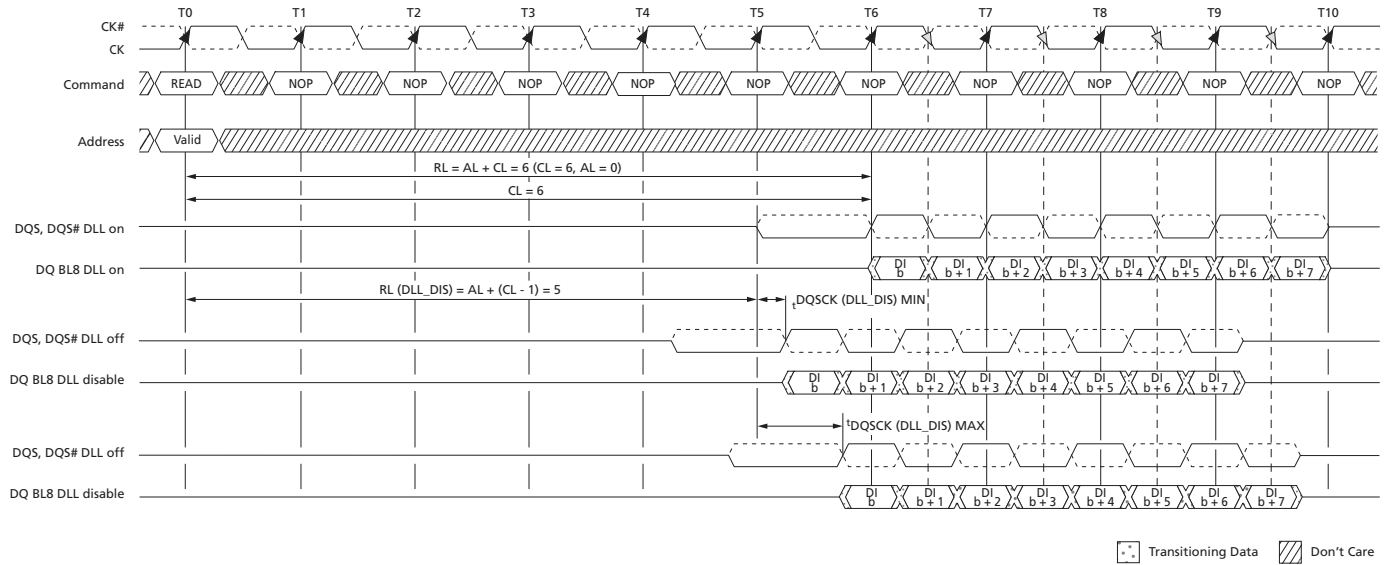 T0 T1 T2 T3 T4 T5 T6 T7 T8 T9 T10
CK#
CK
Command READ NOP NOP NOP NOP NOP NOP NOP NOP NOP NOP
Address Valid
RL = AL + CL = 6 (CL = 6, AL = 0)
CL = 6
DQS, DQS# DLL on
DQ BL8 DLL on DI b DI b + 1 DI b + 2 DI b + 3 DI b + 4 DI b + 5 DI b + 6 DI b + 7
RL (DLL_DIS) = AL + (CL - 1) = 5
tDQSCK (DLL_DIS) MIN
DQS, DQS# DLL off
DQ BL8 DLL disable DI b DI b + 1 DI b + 2 DI b + 3 DI b + 4 DI b + 5 DI b + 6 DI b + 7
tDQSCK (DLL_DIS) MAX
DQS, DQS# DLL off
DQ BL8 DLL disable DI b DI b + 1 DI b + 2 DI b + 3 DI b + 4 DI b + 5 DI b + 6 DI b + 7
Transitioning Data Don't Care